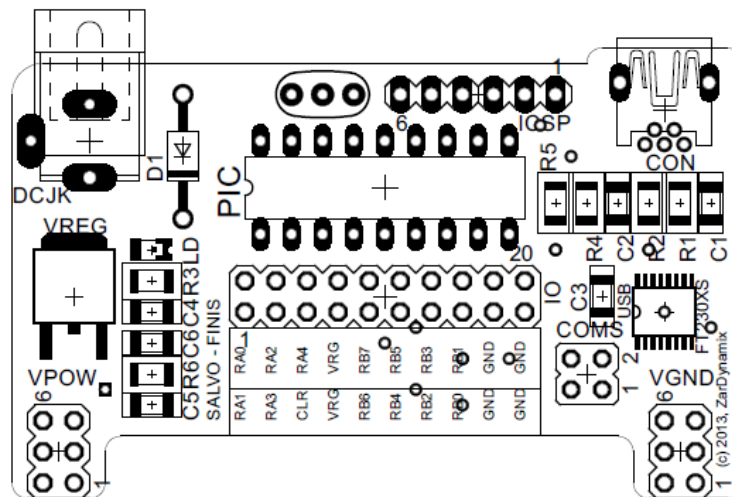 1
6
ICSP
D1
DCJK
PIC
R5
CON
VREG
LD
R3
C4
C6
R6
C5
SALVO - FINIS
R4
C2
R2
R1
C1
20
IO
1
C3
USB
FT230XS
COMS
2
1
RA0 RA2 RA4 VRG RB7 RB5 RB3 RB1 GND GND
RA1 RA3 CLR VRG RB6 RB4 RB2 RB0 GND GND
VPOW
6
1
VGND
6
1
(c) 2013, ZarDynamix